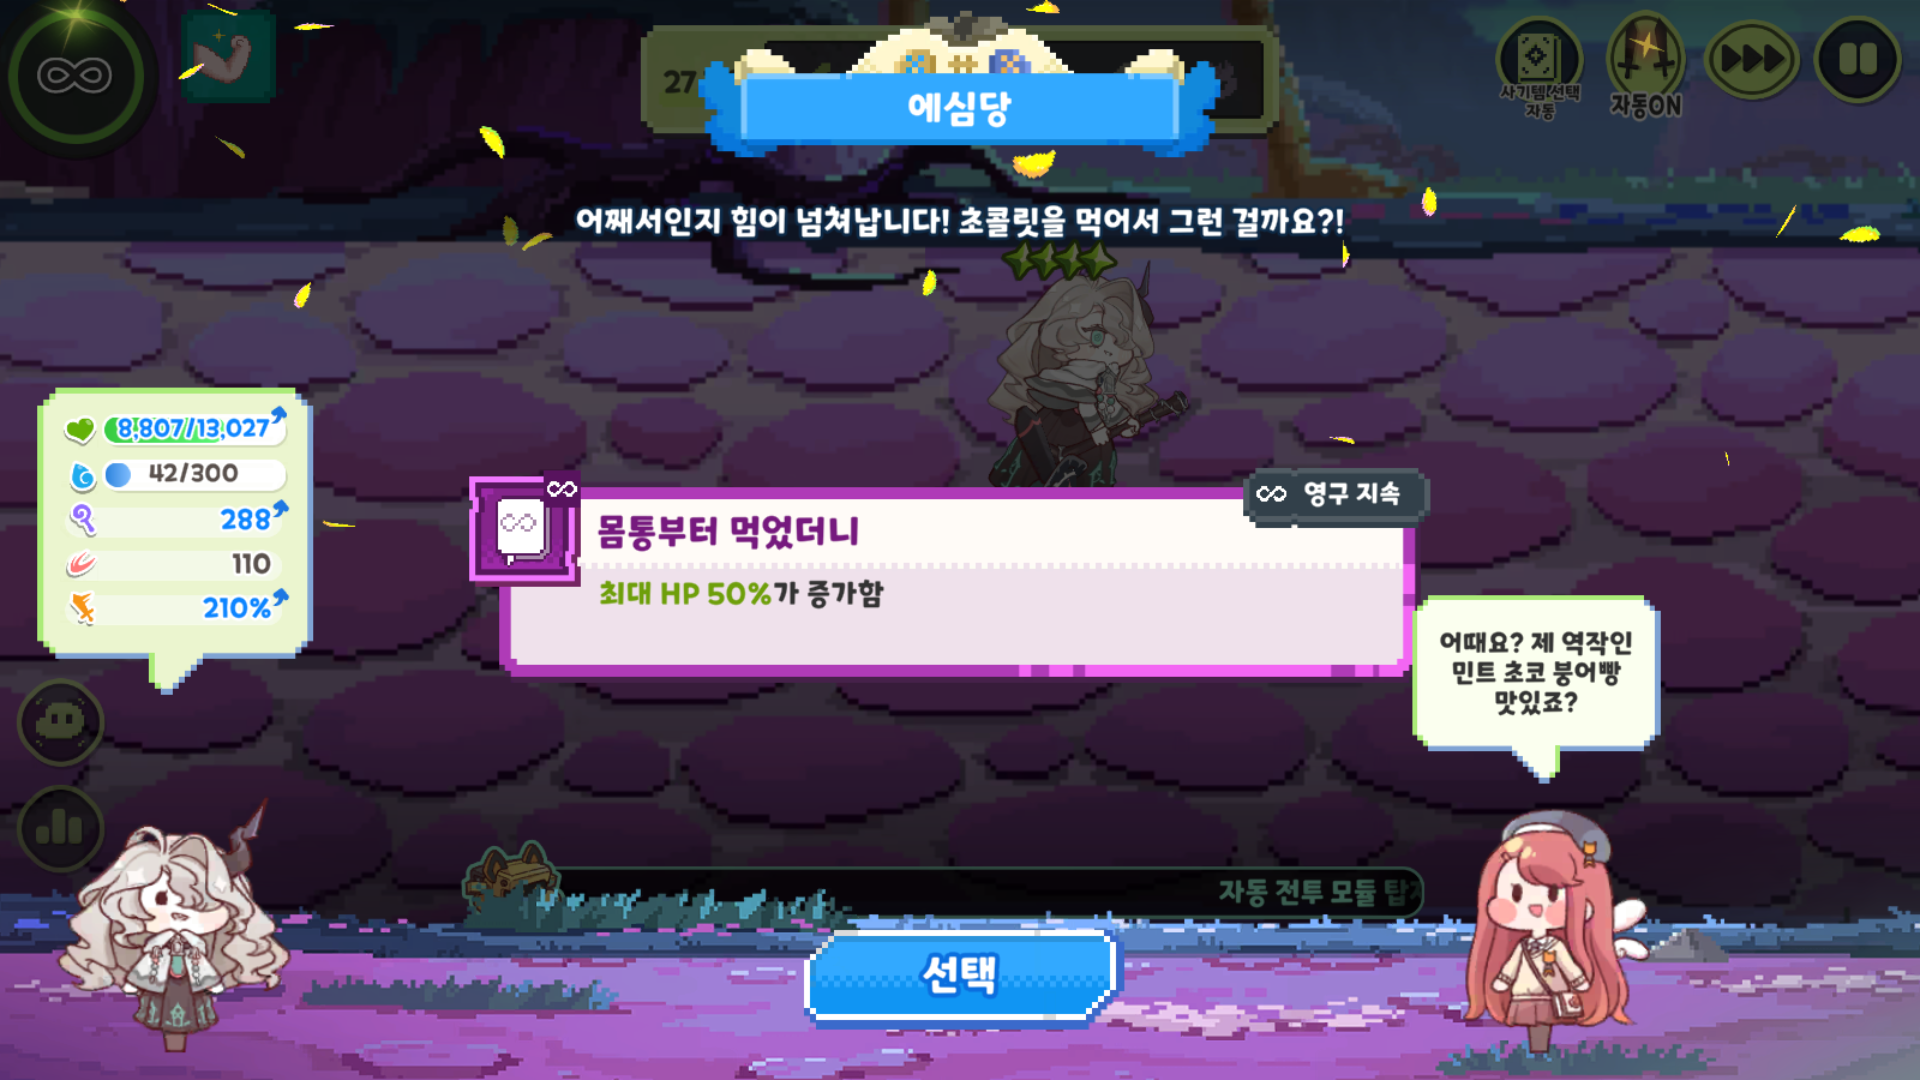 27
에심당
사기템!선택
자동
자동ON
어째서인지 힘이 넘쳐납니다! 초콜릿을 먹어서 그런 걸까요?!
8,807/13,027
42/300
288
110
210%
영구 지속
몸통부터 먹었더니
최대 HP 50%가 증가함
어때요? 제 역작인
민트 초코 붕어빵
맛있죠?
자동 전투 모듈 탑
선택